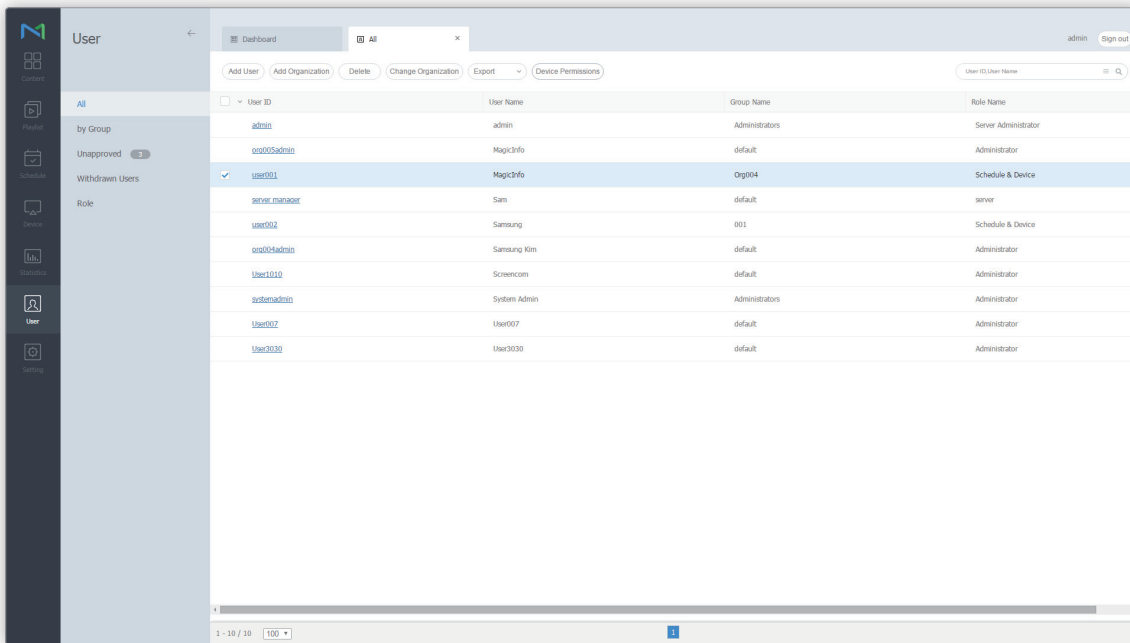 Content
Playlist
Schedule
Device
Statistics
User
Setting
User
All
by Group
Unapproved 3
Withdrawn Users
Role
Dashboard All × admin Sign out
Add User Add Organization Delete Change Organization Export Device Permissions User ID,User Name
User ID User Name Group Name Role Name
admin admin Administrators Server Administrator
org005admin MagicInfo default Administrator
user001 MagicInfo Org004 Schedule & Device
server manager Sam default server
user002 Samsung 001 Schedule & Device
org004admin Samsung Kim default Administrator
User1010 Screencom default Administrator
systemadmin System Admin Administrators Administrator
User007 User007 default Administrator
User3030 User3030 default Administrator
1 - 10 / 10 100 1